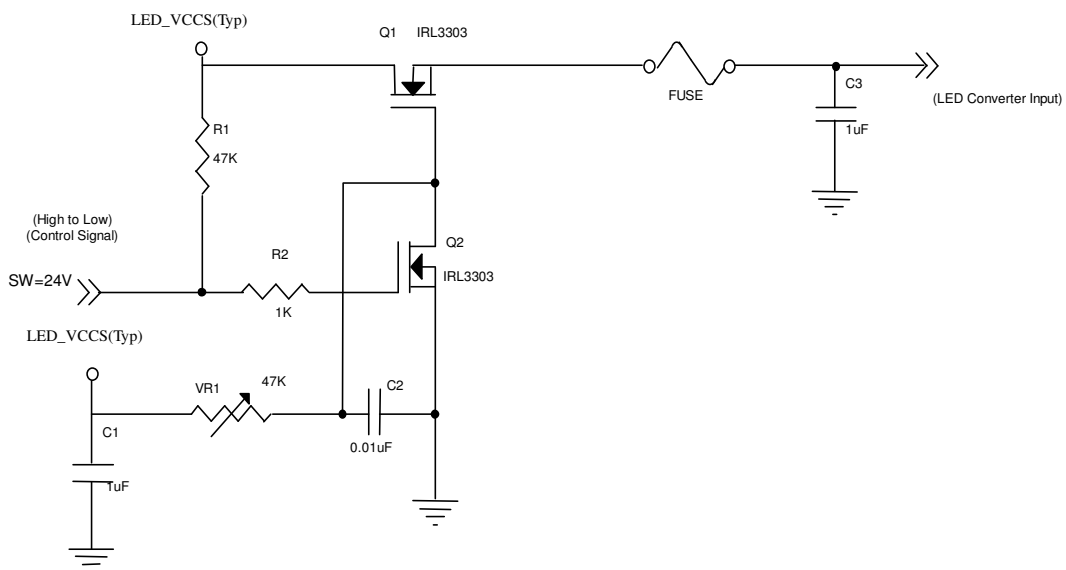 LED_VCCS(Typ)
Q1 IRL3303
FUSE
C3
1uF
(LED Converter Input)
R1
47K
(High to Low)
(Control Signal)
SW=24V
R2
1K
Q2
IRL3303
LED_VCCS(Typ)
VR1
47K
C2
0.01uF
C1
1uF